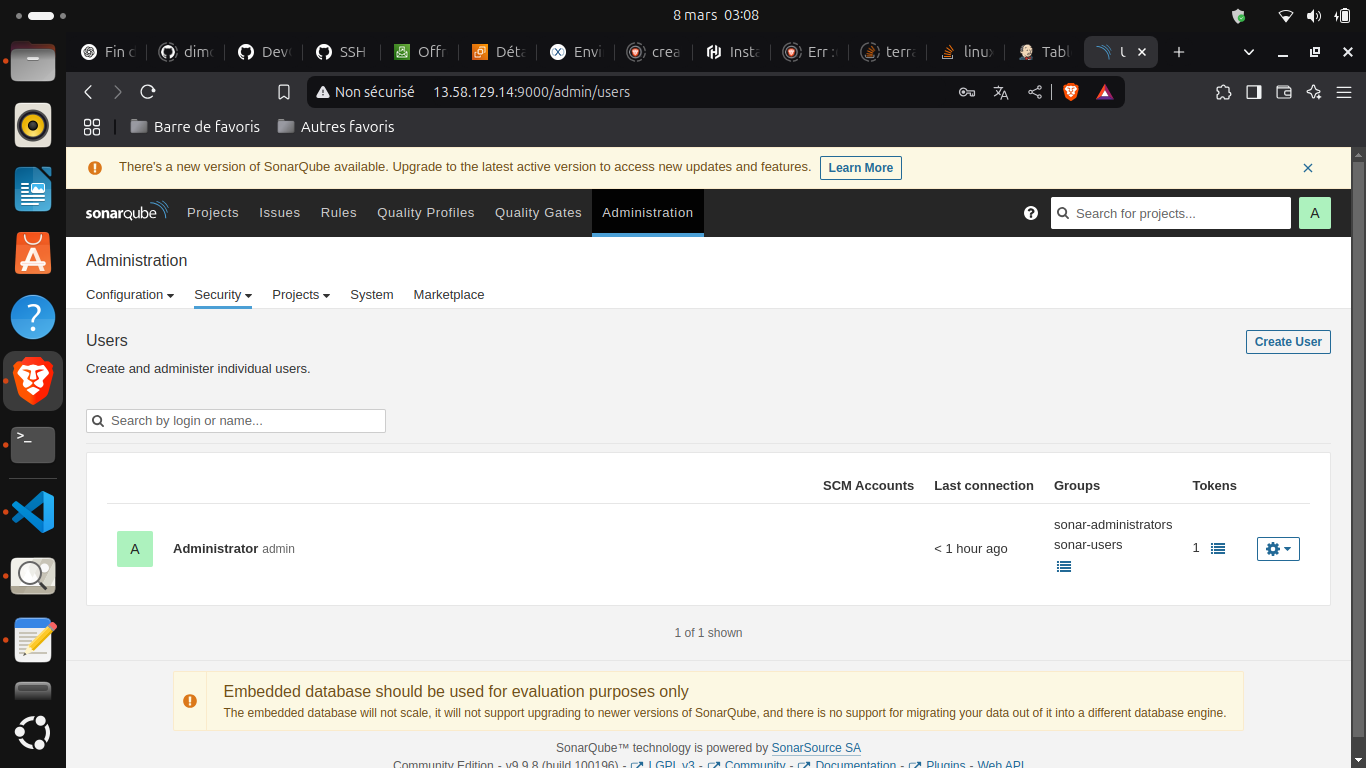 8 mars 03:08
Fin d
dimo
Dev
SSH
Offr
Déta
Envi
crea
Insta
Err :
terra
linux
Tabl
U
Non sécurisé 13.58.129.14:9000/admin/users
Barre de favoris Autres favoris
There's a new version of SonarQube available. Upgrade to the latest active version to access new updates and features. Learn More
sonarqube Projects Issues Rules Quality Profiles Quality Gates Administration Search for projects... A
Administration
Configuration Security Projects System Marketplace
Users Create User
Create and administer individual users.
Search by login or name...
SCM Accounts Last connection Groups Tokens
A Administrator admin < 1 hour ago sonar-administrators 1
sonar-users
1 of 1 shown
Embedded database should be used for evaluation purposes only
The embedded database will not scale, it will not support upgrading to newer versions of SonarQube, and there is no support for migrating your data out of it into a different database engine.
SonarQube™ technology is powered by SonarSource SA
Community Edition - v9.9.8 (build 100196) - LGPL v3 - Community - Documentation - Plugins - Web API